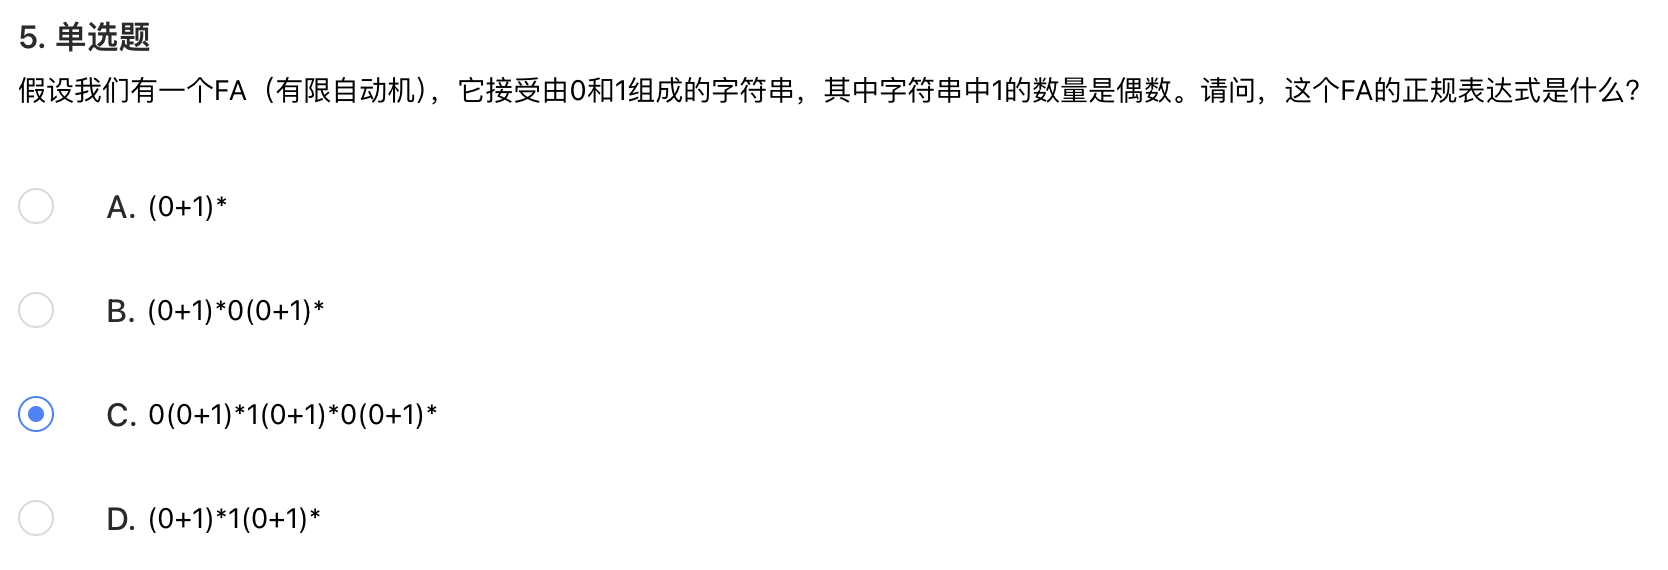 5. 单选题
假设我们有一个FA（有限自动机），它接受由0和1组成的字符串，其中字符串中1的数量是偶数。请问，这个FA的正规表达式是什么?
A. (0+1)*
B. (0+1)*0(0+1)*
C. 0(0+1)*1(0+1)*0(0+1)*
D. (0+1)*1(0+1)*